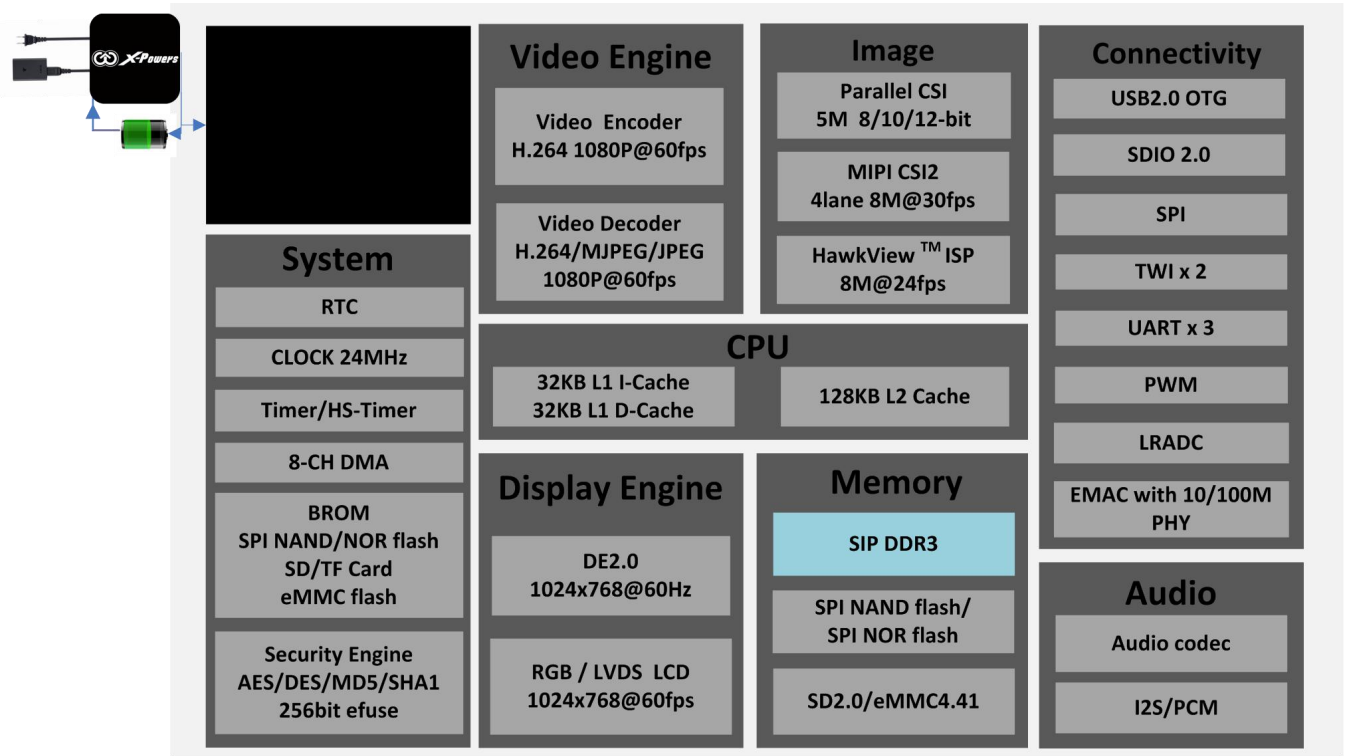 X-Powers
Video Engine
Video Encoder
H.264 1080P@60fps
Video Decoder
H.264/MJPEG/JPEG
1080P@60fps
Image
Parallel CSI
5M 8/10/12-bit
MIPI CSI2
4lane 8M@30fps
HawkView TM ISP
8M@24fps
Connectivity
USB2.0 OTG
SDIO 2.0
SPI
TWI x 2
UART x 3
PWM
LRADC
EMAC with 10/100M
PHY
System
RTC
CLOCK 24MHz
Timer/HS-Timer
8-CH DMA
BROM
SPI NAND/NOR flash
SD/TF Card
eMMC flash
Security Engine
AES/DES/MD5/SHA1
256bit efuse
CPU
32KB L1 I-Cache
32KB L1 D-Cache
128KB L2 Cache
Display Engine
DE2.0
1024x768@60Hz
RGB / LVDS LCD
1024x768@60fps
Memory
SIP DDR3
SPI NAND flash/
SPI NOR flash
SD2.0/eMMC4.41
Audio
Audio codec
I2S/PCM